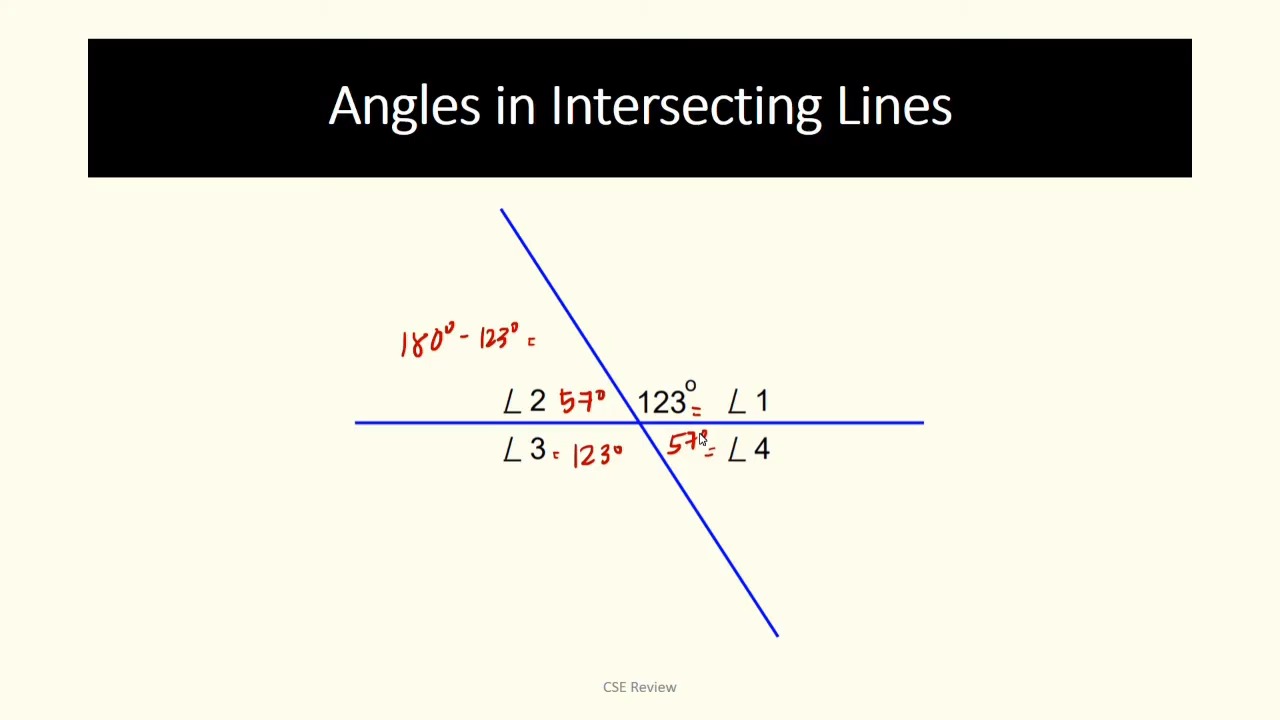 Angles in Intersecting Lines
180° - 123° =
∠2 57° 123° = ∠1
∠3 = 123° 57° = ∠4
CSE Review